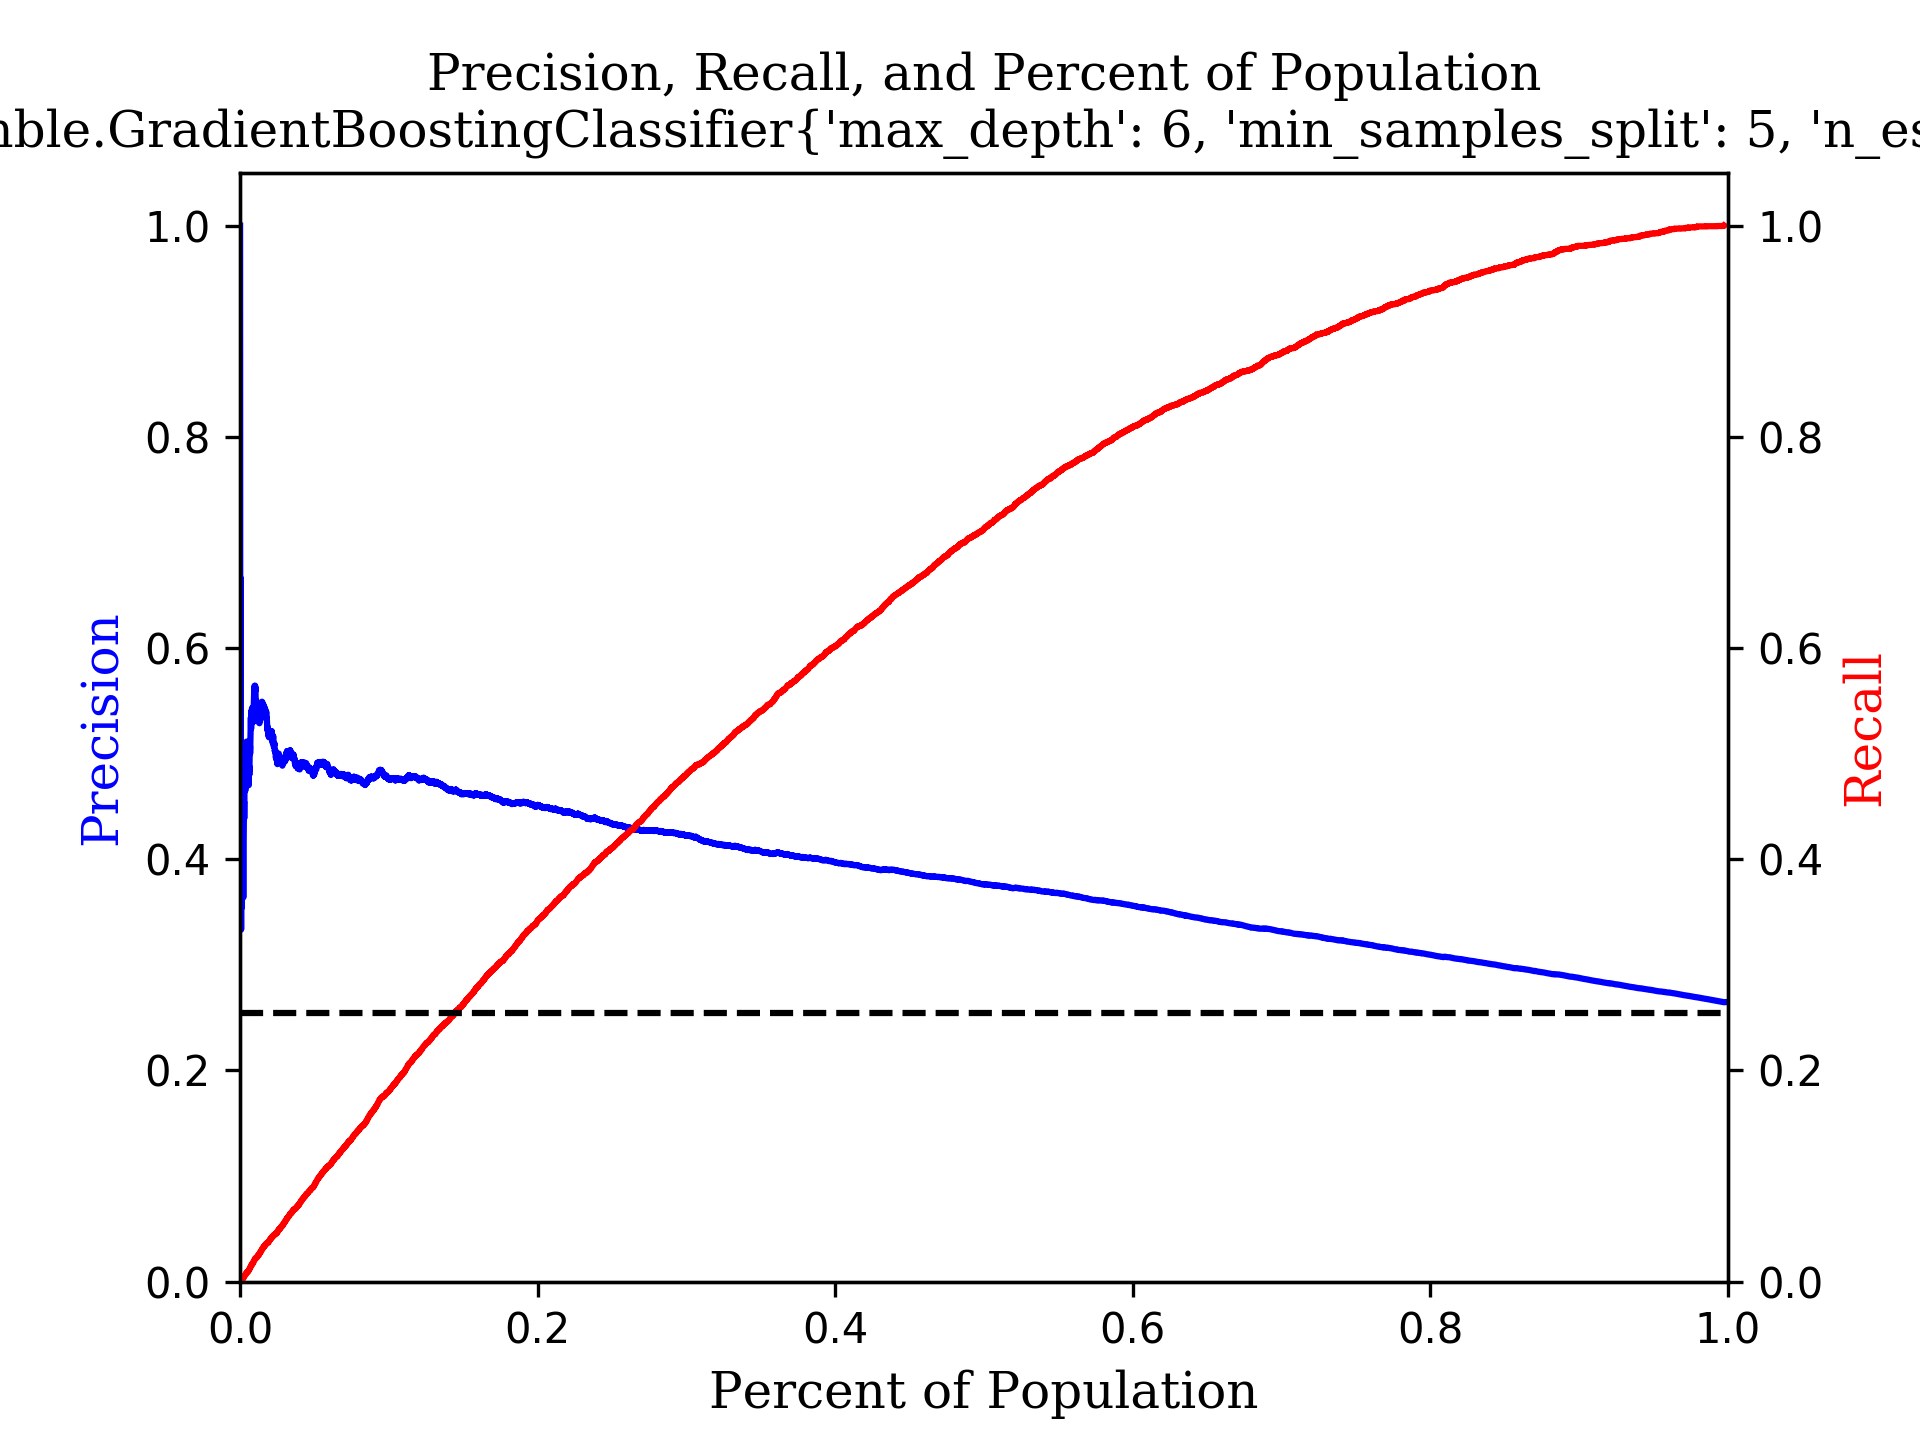 Precision, Recall, and Percent of Population
mble.GradientBoostingClassifier{'max_depth': 6, 'min_samples_split': 5, 'n_es
1.0
0.8
0.6
0.4
0.2
0.0
Precision
1.0
0.8
0.6
0.4
0.2
0.0
Recall
0.0 0.2 0.4 0.6 0.8 1.0
Percent of Population